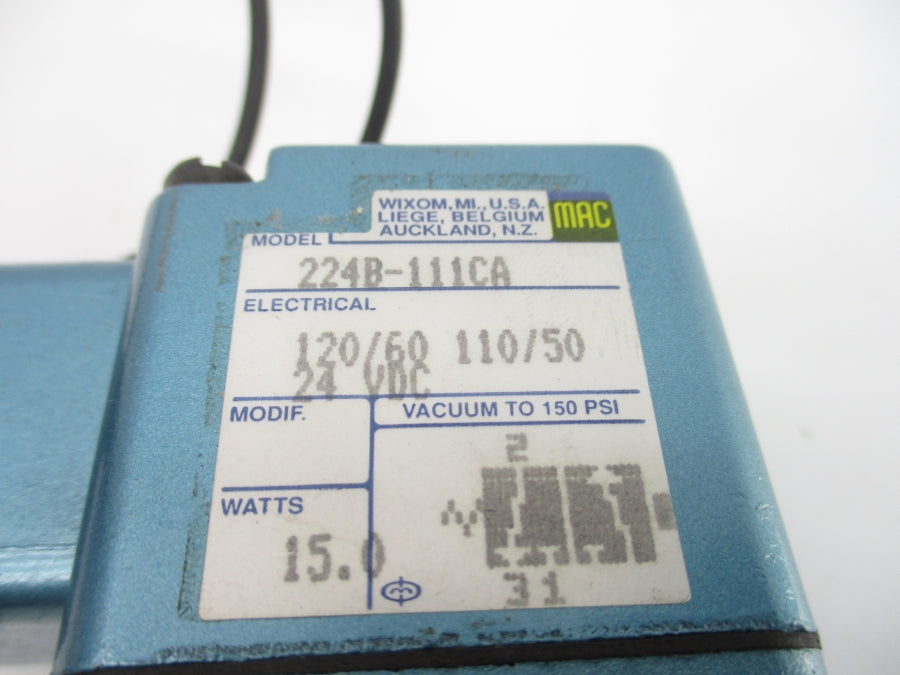 WIXOM, MI., U.S.A.
LIEGE, BELGIUM
AUCKLAND, N.Z.
MAC
MODEL
224B-111CA
ELECTRICAL
120/60 110/50
24 VDC
MODIF.
VACUUM TO 150 PSI
2
WATTS
15.0
31